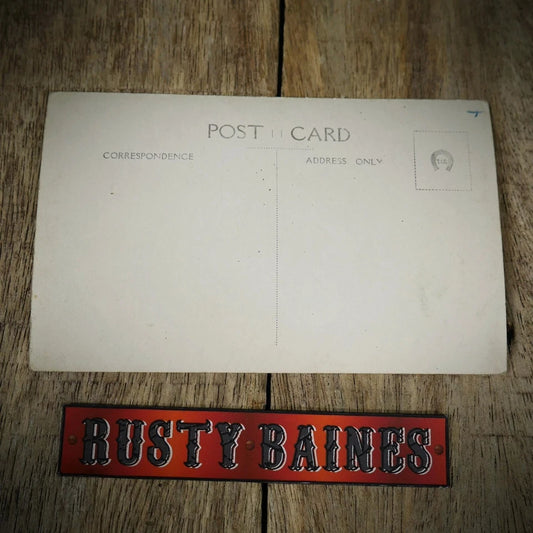 POST CARD
CORRESPONDENCE
ADDRESS ONLY
RUSTY BAINES